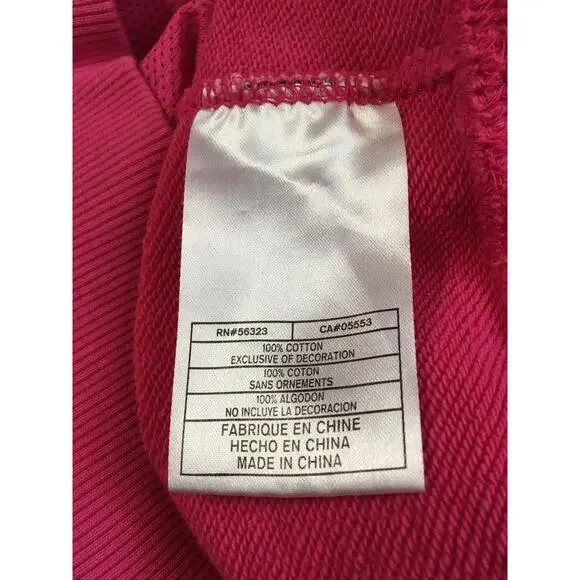 RN#56323 CA#05553
100% COTTON
EXCLUSIVE OF DECORATION
100% COTON
SANS ORNEMENTS
100% ALGODON
NO INCLUYE LA DECORACION
FABRIQUE EN CHINE
HECHO EN CHINA
MADE IN CHINA